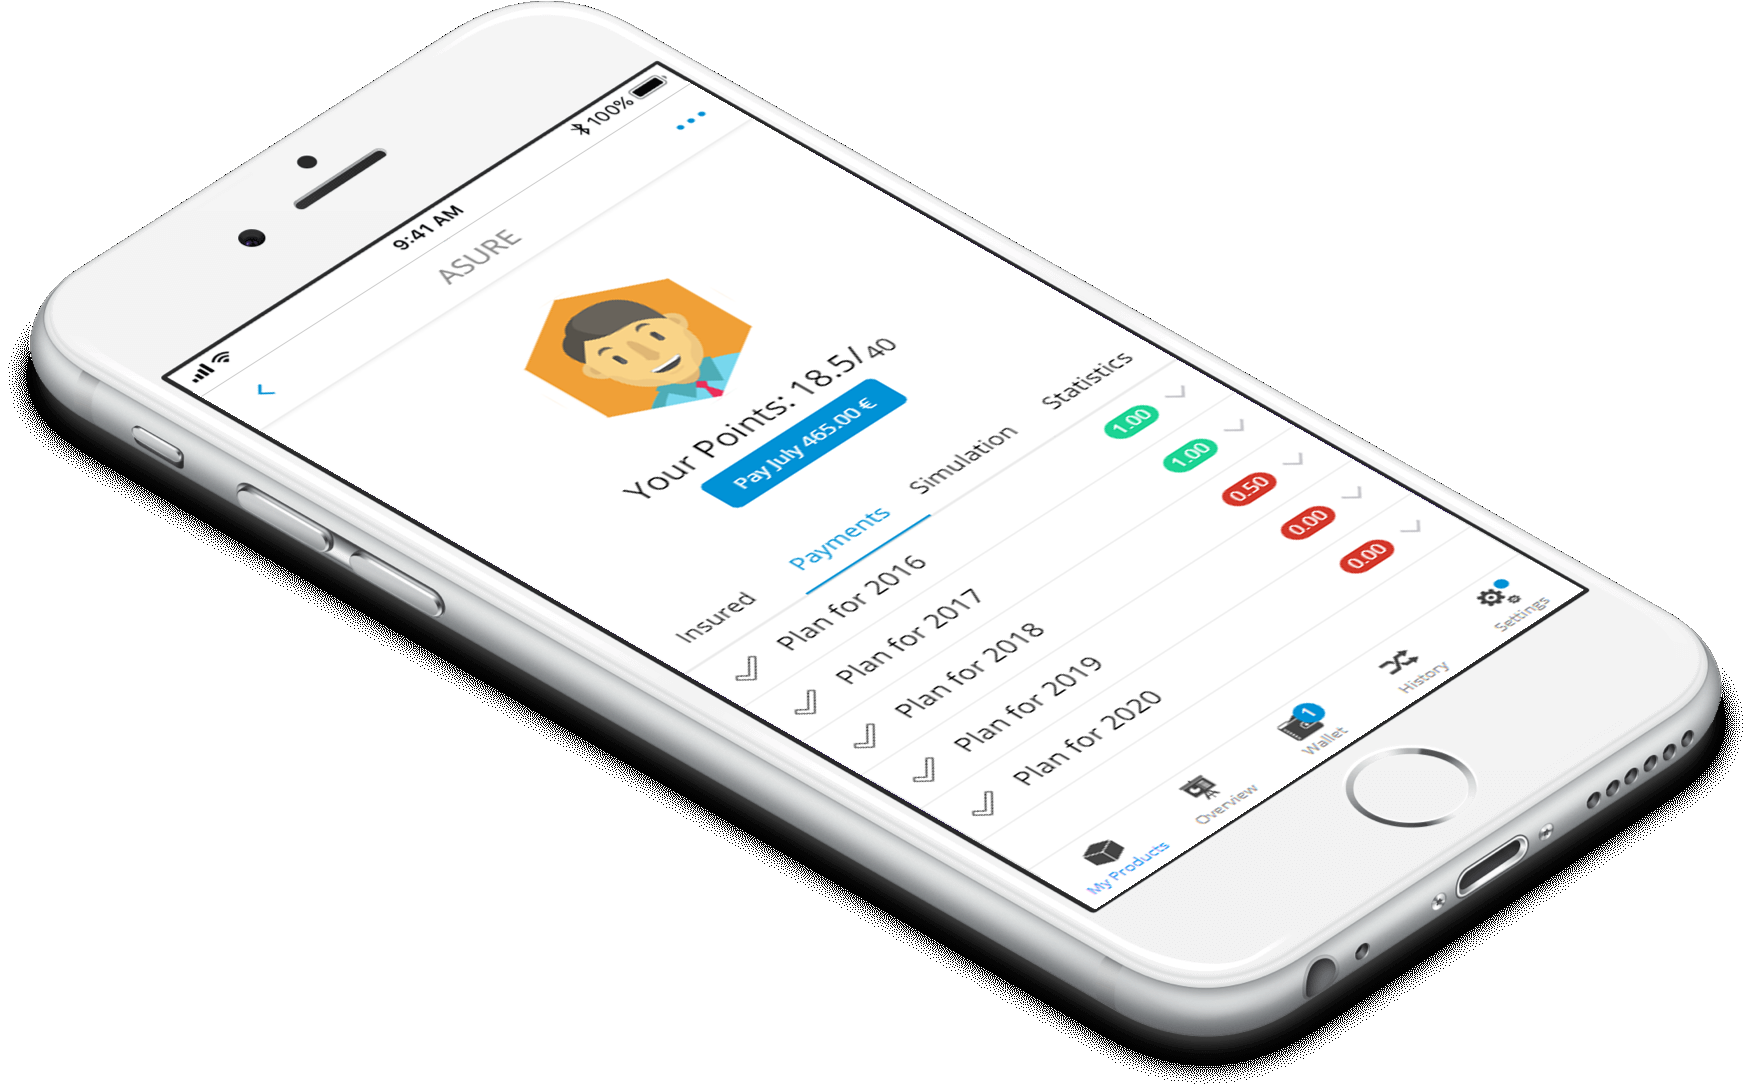 9:41 AM
100%
ASURE
Your Points: 18.5/ 40
Pay July 465.00 €
Insured Payments Simulation Statistics
Plan for 2016 1.00
Plan for 2017 1.00
Plan for 2018 0.50
Plan for 2019 0.00
Plan for 2020 0.00
1
My Products Overview Wallet History Settings